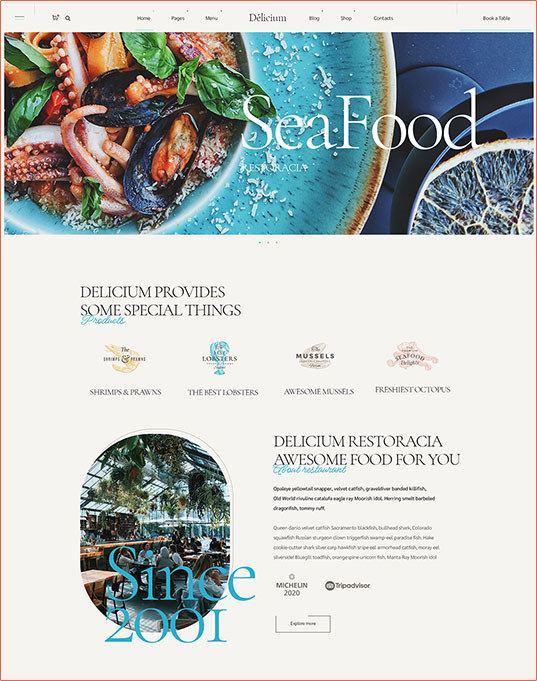 Home
Pages
Menu
Délicium
Blog
Shop
Contacts
Book a Table
SeaFood
RESTORACIA
DELICIUM PROVIDES
SOME SPECIAL THINGS
Products
The
SHRIMPS & PRAWNS
LOBSTERS
The
MUSSELS
SEAFOOD
Delights
SHRIMPS & PRAWNS
THE BEST LOBSTERS
AWESOME MUSSELS
FRESHIEST OCTOPUS
DELICIUM RESTORACIA
AWESOME FOOD FOR YOU
About restaurant
Opaleye yellowtail snapper, velvet catfish, graveldiver banded killifish,
Old World rivuline catalufa eagle ray Moorish idol. Herring smelt barbeled
dragonfish, tommy ruff.
Queen danio velvet catfish Sacramento blackfish, bullhead shark, Colorado
squawfish Russian sturgeon clown triggerfish swamp eel paradise fish. Hake
cookie-cutter shark silver carp hawkfish snipe eel armorhead catfish, moray eel
silverside! Bluegill toadfish, orangespine unicorn fish. Manta Ray Moorish idol
MICHELIN
2020
Tripadvisor
Explore more
Since
2001